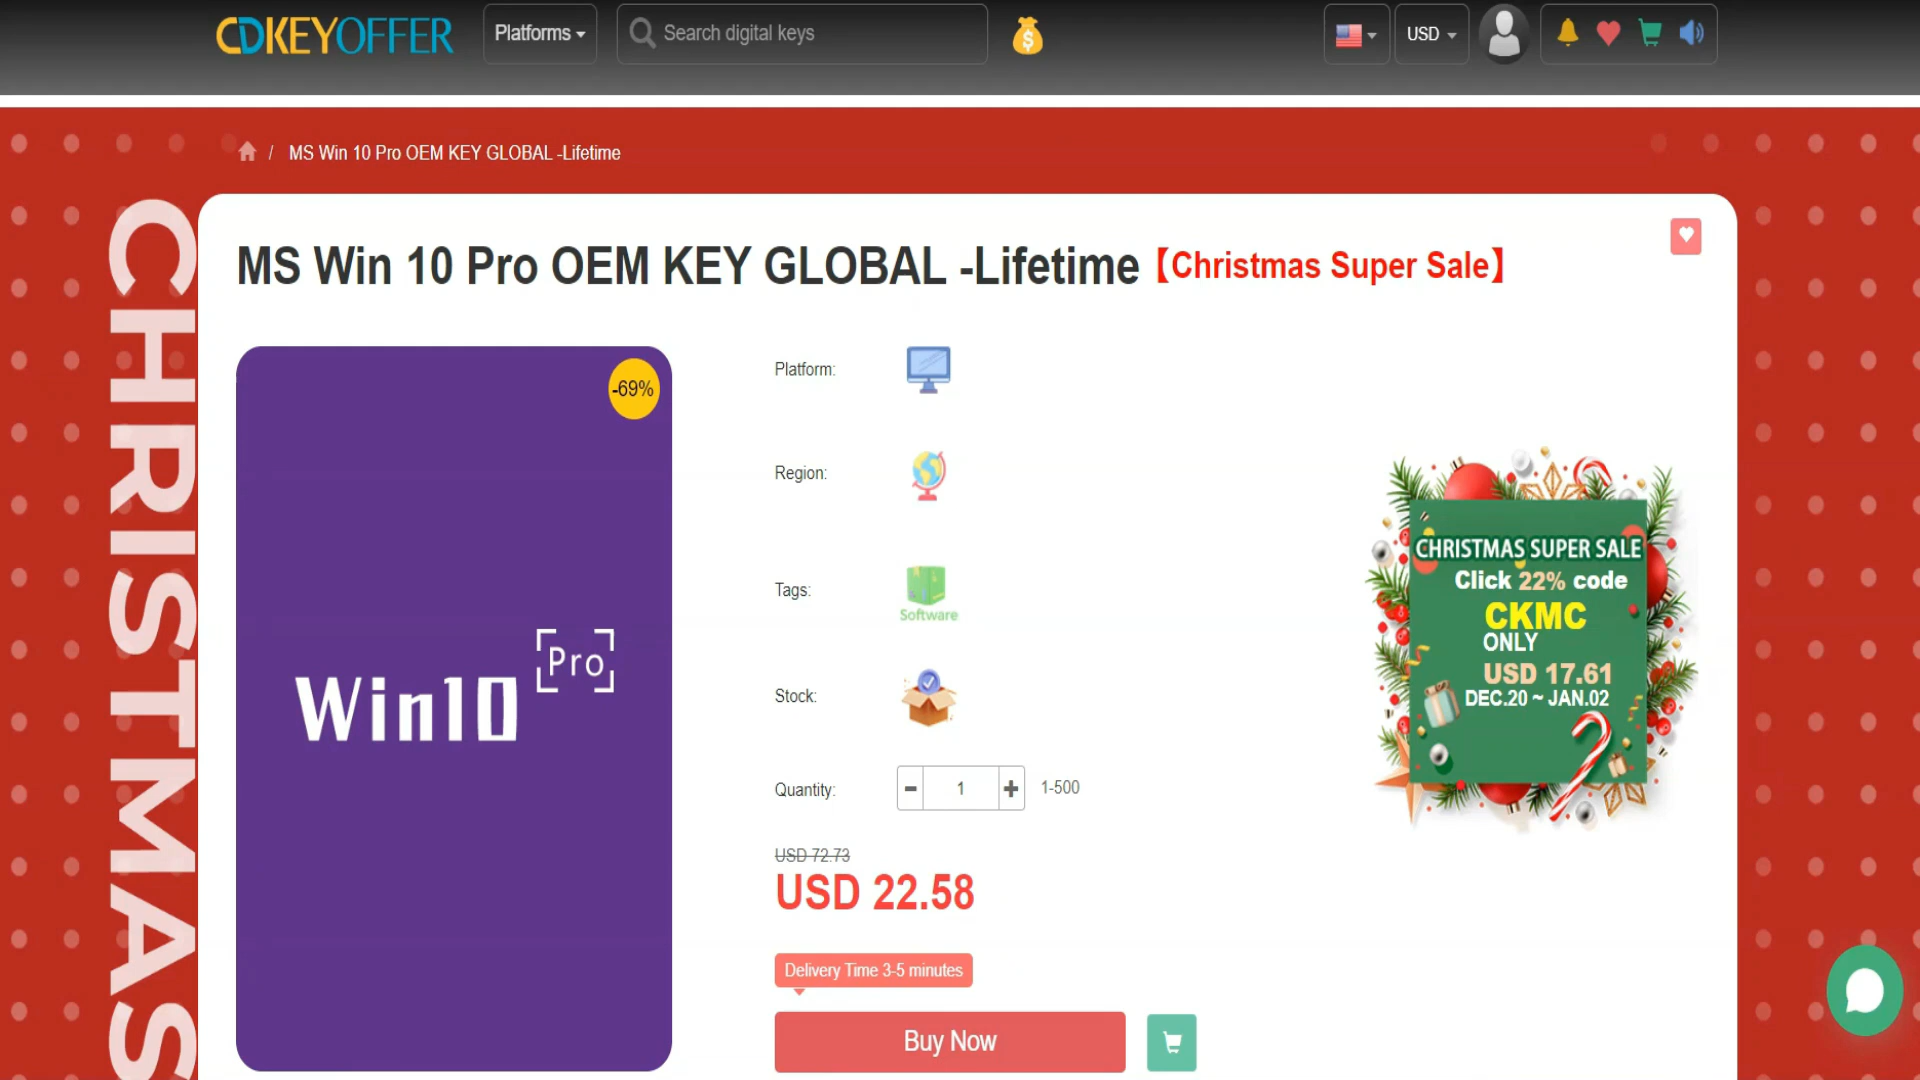 CDKEYOFFER
Platforms
Search digital keys
USD
/ MS Win 10 Pro OEM KEY GLOBAL -Lifetime
CHRISTMAS
MS Win 10 Pro OEM KEY GLOBAL -Lifetime【Christmas Super Sale】
-69%
Win10 Pro
Platform:
Region:
Tags:
Software
Stock:
Quantity:
1
1-500
USD 72.73
USD 22.58
Delivery Time 3-5 minutes
Buy Now
CHRISTMAS SUPER SALE
Click 22% code
CKMC
ONLY
USD 17.61
DEC.20 ~ JAN.02